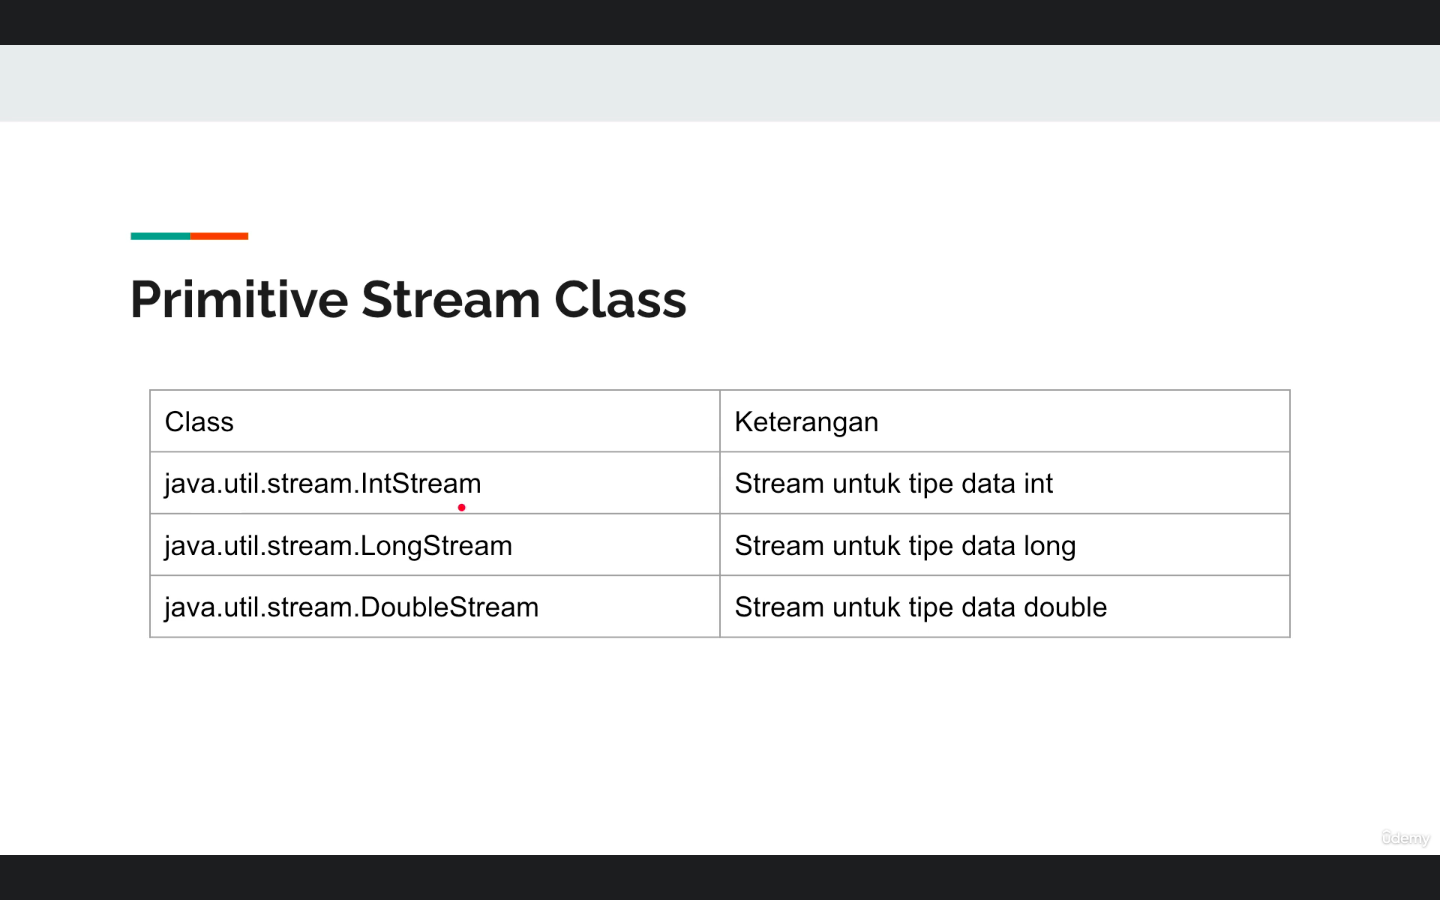 Primitive Stream Class
Class Keterangan
java.util.stream.IntStream Stream untuk tipe data int
java.util.stream.LongStream Stream untuk tipe data long
java.util.stream.DoubleStream Stream untuk tipe data double
ûdemy